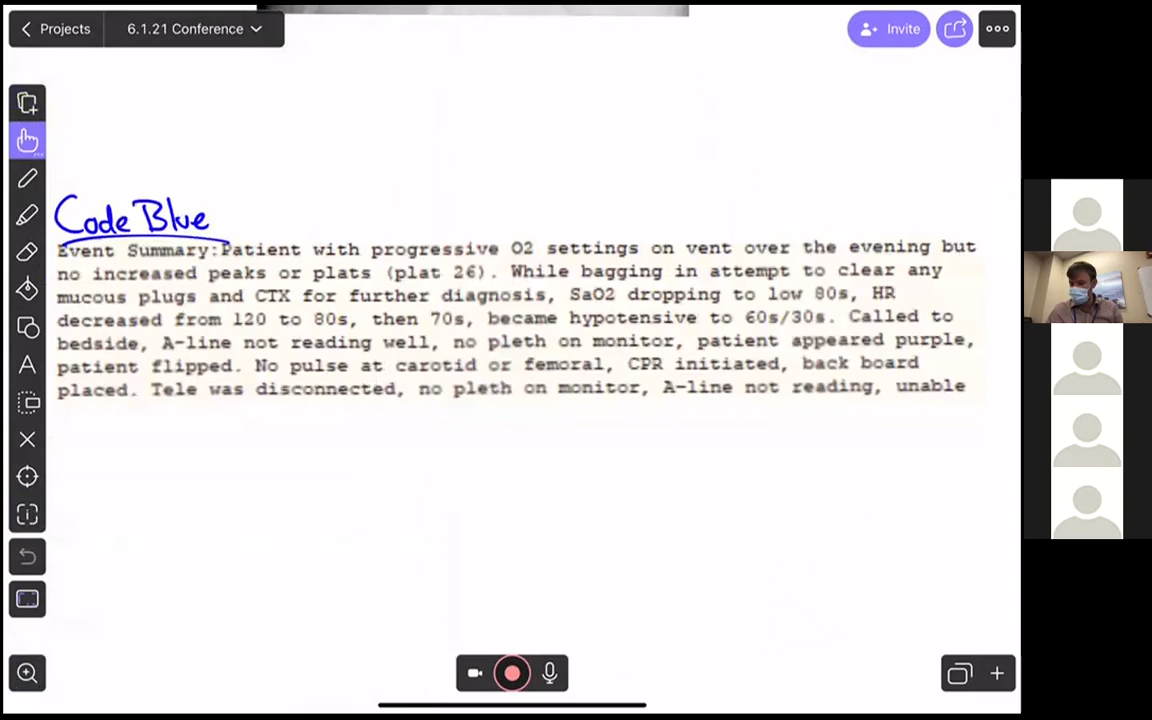 Projects
6.1.21 Conference
Invite
Code Blue
Event Summary:Patient with progressive O2 settings on vent over the evening but
no increased peaks or plats (plat 26). While bagging in attempt to clear any
mucous plugs and CTX for further diagnosis, SaO2 dropping to low 80s, HR
decreased from 120 to 80s, then 70s, became hypotensive to 60s/30s. Called to
bedside, A-line not reading well, no pleth on monitor, patient appeared purple,
patient flipped. No pulse at carotid or femoral, CPR initiated, back board
placed. Tele was disconnected, no pleth on monitor, A-line not reading, unable